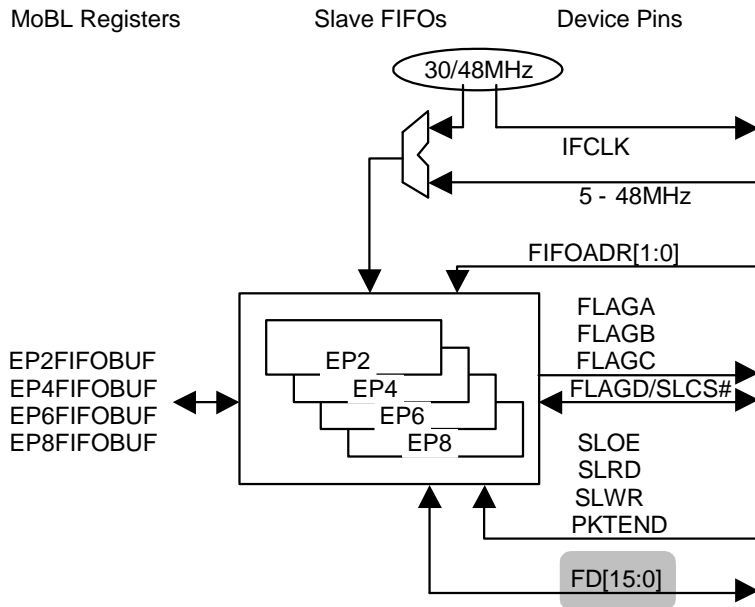 MoBL Registers
Slave FIFOs
Device Pins
30/48MHz
IFCLK
5 - 48MHz
FIFOADR[1:0]
FLAGA
FLAGB
FLAGC
FLAGD/SLCS#
EP2FIFOBUF
EP4FIFOBUF
EP6FIFOBUF
EP8FIFOBUF
EP2
EP4
EP6
EP8
SLOE
SLRD
SLWR
PKTEND
FD[15:0]